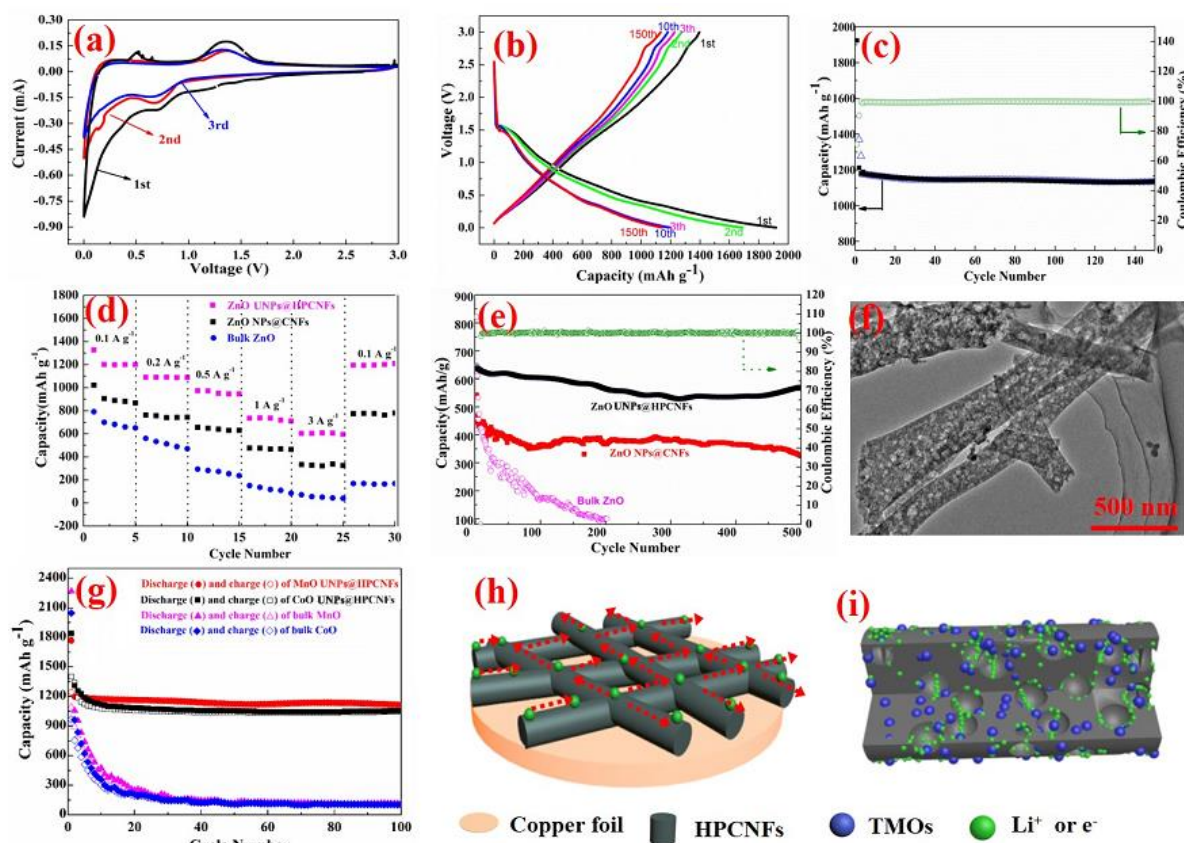 (a)
0.30
0.15
0.00
-0.15
-0.30
-0.45
-0.60
-0.75
-0.90
Current (mA)
3rd
2nd
1st
0.0 0.5 1.0 1.5 2.0 2.5 3.0
Voltage (V)
(b)
3.0
2.5
2.0
1.5
1.0
0.5
0.0
Voltage (V)
150th 10th 3th 2nd 1st
150th 10th 3th 2nd 1st
0 200 400 600 800 1000 1200 1400 1600 1800 2000
Capacity (mAh g-1)
(c)
2000
1800
1600
1400
1200
1000
800
Capacity(mAh g-1)
140
120
100
80
60
40
20
0
Coulombic Efficiency (%)
0 20 40 60 80 100 120 140
Cycle Number
(d)
1800
1600
1400
1200
1000
800
600
400
200
0
-200
Capacity(mAh g-1)
ZnO UNPs@HPCNFs
ZnO NPs@CNFs
Bulk ZnO
0.1 A g-1
0.2 A g-1
0.5 A g-1
1 A g-1
3 A g-1
0.1 A g-1
0 5 10 15 20 25 30
Cycle Number
(e)
900
800
700
600
500
400
300
200
100
Capacity(mAh/g)
ZnO UNPs@HPCNFs
ZnO NPs@CNFs
Bulk ZnO
120
110
100
90
80
70
60
50
40
30
20
10
0
Coulombic Efficiency (%)
0 100 200 300 400 500
Cycle Number
(f)
500 nm
(g)
2400
2100
1800
1500
1200
900
600
300
0
Capacity (mAh g-1)
Discharge (●) and charge (○) of MnO UNPs@HPCNFs
Discharge (■) and charge (□) of CoO UNPs@HPCNFs
Discharge (▲) and charge (△) of bulk MnO
Discharge (◆) and charge (◇) of bulk CoO
0 20 40 60 80 100
Cycle Number
(h)
(i)
Copper foil HPCNFs TMOs Li+ or e-